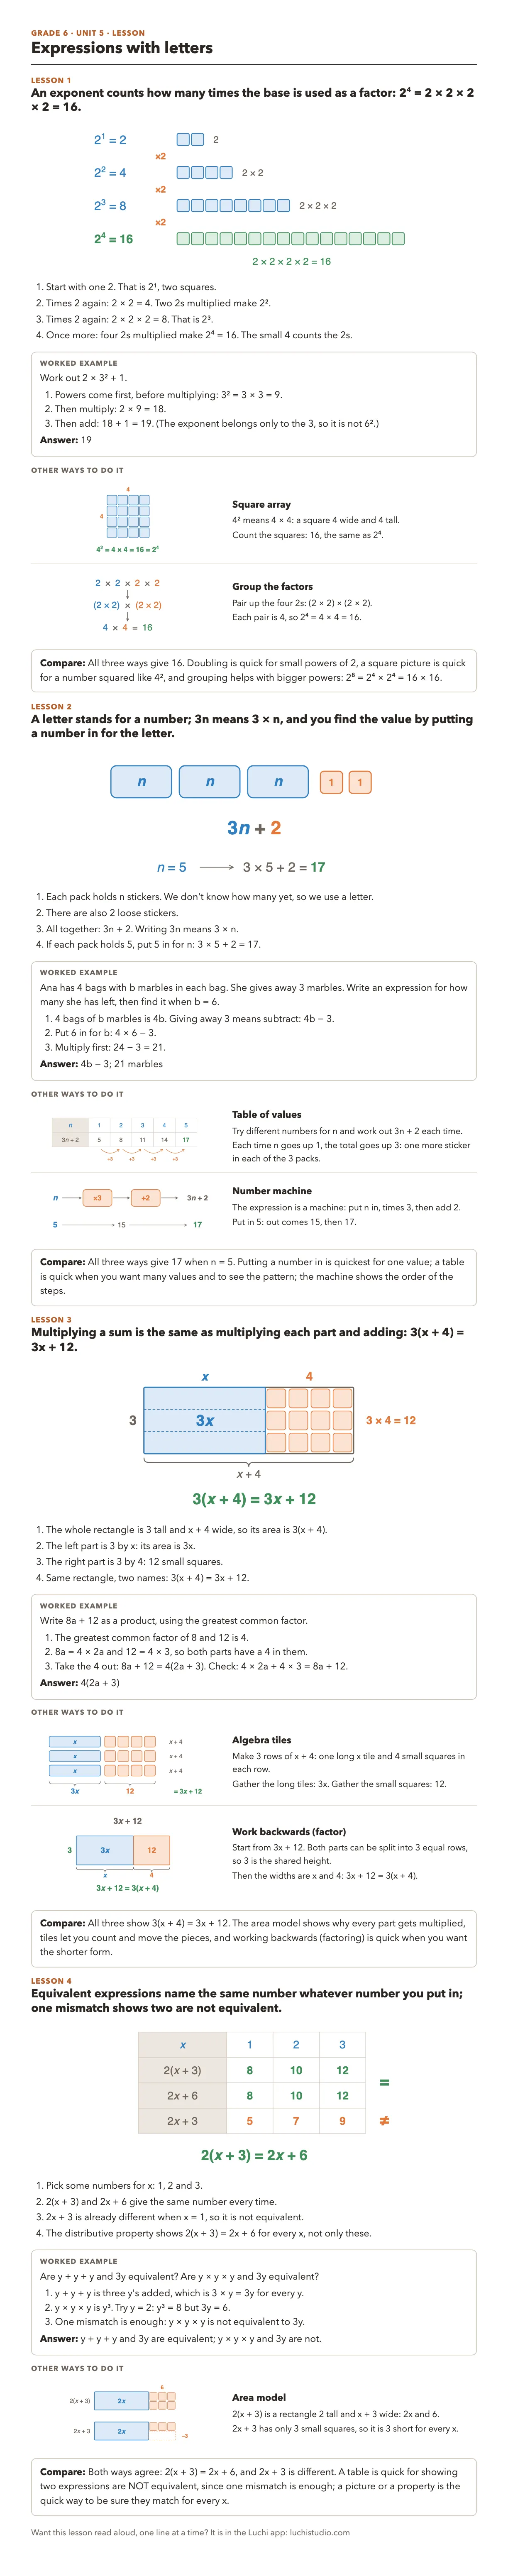 GRADE 6 · UNIT 5 · LESSON
Expressions with letters
LESSON 1
An exponent counts how many times the base is used as a factor: 2⁴ = 2 × 2 × 2
× 2 = 16.
2¹ = 2
2
×2
2² = 4
2 × 2
×2
2³ = 8
2 × 2 × 2
×2
2⁴ = 16
2 × 2 × 2 × 2 = 16
1. Start with one 2. That is 2¹, two squares.
2. Times 2 again: 2 × 2 = 4. Two 2s multiplied make 2².
3. Times 2 again: 2 × 2 × 2 = 8. That is 2³.
4. Once more: four 2s multiplied make 2⁴ = 16. The small 4 counts the 2s.
WORKED EXAMPLE
Work out 2 × 3² + 1.
1. Powers come first, before multiplying: 3² = 3 × 3 = 9.
2. Then multiply: 2 × 9 = 18.
3. Then add: 18 + 1 = 19. (The exponent belongs only to the 3, so it is not 6².)
Answer: 19
OTHER WAYS TO DO IT
4
4
4² = 4 × 4 = 16 = 2⁴
Square array
4² means 4 × 4: a square 4 wide and 4 tall.
Count the squares: 16, the same as 2⁴.
2 × 2 × 2 × 2
(2 × 2) × (2 × 2)
4 × 4 = 16
Group the factors
Pair up the four 2s: (2 × 2) × (2 × 2).
Each pair is 4, so 2⁴ = 4 × 4 = 16.
Compare: All three ways give 16. Doubling is quick for small powers of 2, a square picture is quick
for a number squared like 4², and grouping helps with bigger powers: 2⁸ = 2⁴ × 2⁴ = 16 × 16.
LESSON 2
A letter stands for a number; 3n means 3 × n, and you find the value by putting
a number in for the letter.
n n n 1 1
3n + 2
n = 5 ⟶ 3 × 5 + 2 = 17
1. Each pack holds n stickers. We don't know how many yet, so we use a letter.
2. There are also 2 loose stickers.
3. All together: 3n + 2. Writing 3n means 3 × n.
4. If each pack holds 5, put 5 in for n: 3 × 5 + 2 = 17.
WORKED EXAMPLE
Ana has 4 bags with b marbles in each bag. She gives away 3 marbles. Write an expression for how
many she has left, then find it when b = 6.
1. 4 bags of b marbles is 4b. Giving away 3 means subtract: 4b − 3.
2. Put 6 in for b: 4 × 6 − 3.
3. Multiply first: 24 − 3 = 21.
Answer: 4b − 3; 21 marbles
OTHER WAYS TO DO IT
n 1 2 3 4 5
3n + 2 5 8 11 14 17
+3 +3 +3 +3
Table of values
Try different numbers for n and work out 3n + 2 each time.
Each time n goes up 1, the total goes up 3: one more sticker
in each of the 3 packs.
n ×3 +2 3n + 2
5 15 17
Number machine
The expression is a machine: put n in, times 3, then add 2.
Put in 5: out comes 15, then 17.
Compare: All three ways give 17 when n = 5. Putting a number in is quickest for one value; a table
is quick when you want many values and to see the pattern; the machine shows the order of the
steps.
LESSON 3
Multiplying a sum is the same as multiplying each part and adding: 3(x + 4) =
3x + 12.
x 4
3 3x 3 × 4 = 12
x + 4
3(x + 4) = 3x + 12
1. The whole rectangle is 3 tall and x + 4 wide, so its area is 3(x + 4).
2. The left part is 3 by x: its area is 3x.
3. The right part is 3 by 4: 12 small squares.
4. Same rectangle, two names: 3(x + 4) = 3x + 12.
WORKED EXAMPLE
Write 8a + 12 as a product, using the greatest common factor.
1. The greatest common factor of 8 and 12 is 4.
2. 8a = 4 × 2a and 12 = 4 × 3, so both parts have a 4 in them.
3. Take the 4 out: 8a + 12 = 4(2a + 3). Check: 4 × 2a + 4 × 3 = 8a + 12.
Answer: 4(2a + 3)
OTHER WAYS TO DO IT
x x + 4
x x + 4
x x + 4
3x 12 = 3x + 12
Algebra tiles
Make 3 rows of x + 4: one long x tile and 4 small squares in
each row.
Gather the long tiles: 3x. Gather the small squares: 12.
3x + 12
3 3x 12
x 4
3x + 12 = 3(x + 4)
Work backwards (factor)
Start from 3x + 12. Both parts can be split into 3 equal rows,
so 3 is the shared height.
Then the widths are x and 4: 3x + 12 = 3(x + 4).
Compare: All three show 3(x + 4) = 3x + 12. The area model shows why every part gets multiplied,
tiles let you count and move the pieces, and working backwards (factoring) is quick when you want
the shorter form.
LESSON 4
Equivalent expressions name the same number whatever number you put in;
one mismatch shows two are not equivalent.
x 1 2 3
2(x + 3) 8 10 12
=
2x + 6 8 10 12
2x + 3 5 7 9 ≠
2(x + 3) = 2x + 6
1. Pick some numbers for x: 1, 2 and 3.
2. 2(x + 3) and 2x + 6 give the same number every time.
3. 2x + 3 is already different when x = 1, so it is not equivalent.
4. The distributive property shows 2(x + 3) = 2x + 6 for every x, not only these.
WORKED EXAMPLE
Are y + y + y and 3y equivalent? Are y × y × y and 3y equivalent?
1. y + y + y is three y's added, which is 3 × y = 3y for every y.
2. y × y × y is y³. Try y = 2: y³ = 8 but 3y = 6.
3. One mismatch is enough: y × y × y is not equivalent to 3y.
Answer: y + y + y and 3y are equivalent; y × y × y and 3y are not.
OTHER WAYS TO DO IT
6
2(x + 3) 2x
2x + 3 2x
−3
Area model
2(x + 3) is a rectangle 2 tall and x + 3 wide: 2x and 6.
2x + 3 has only 3 small squares, so it is 3 short for every x.
Compare: Both ways agree: 2(x + 3) = 2x + 6, and 2x + 3 is different. A table is quick for showing
two expressions are NOT equivalent, since one mismatch is enough; a picture or a property is the
quick way to be sure they match for every x.
Want this lesson read aloud, one line at a time? It is in the Luchi app: luchistudio.com